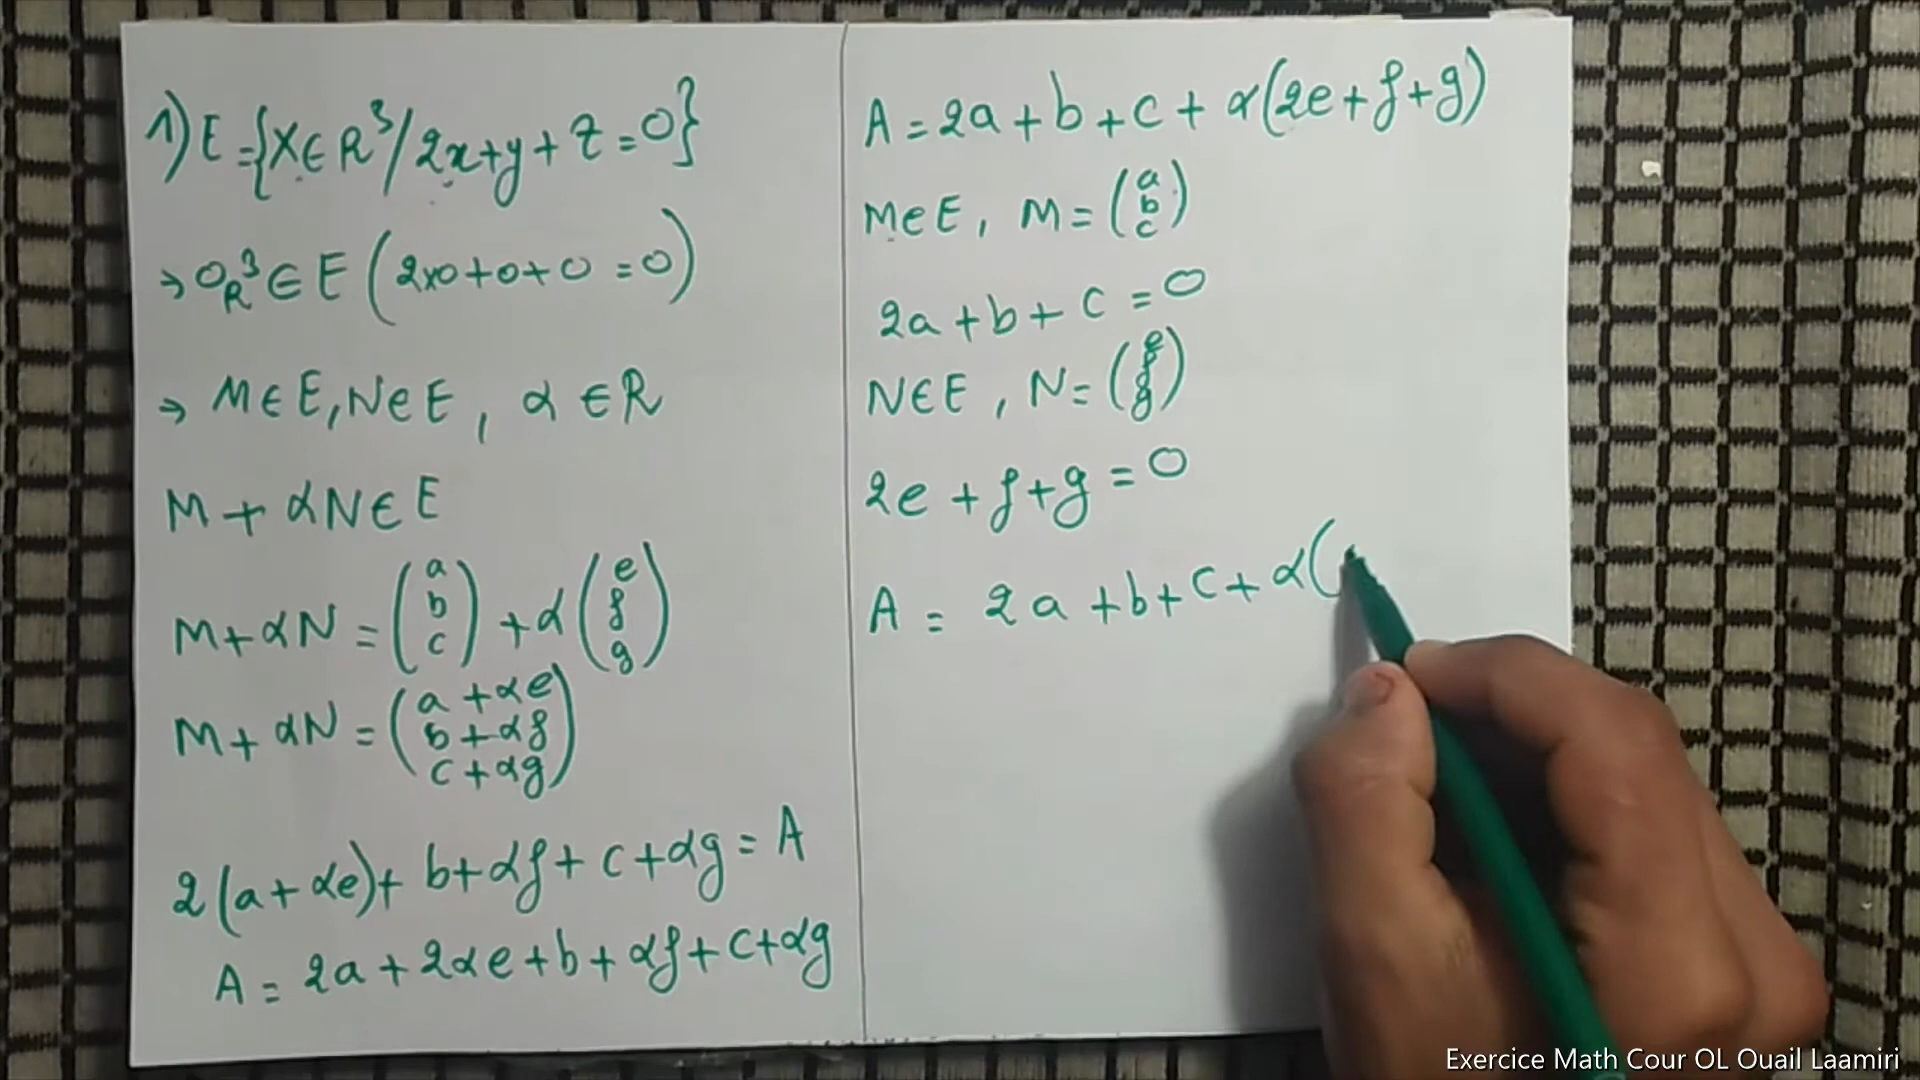 1) E={X∈R³/2x+y+z=0}
→ 0R³∈E (2×0+0+0=0)
→ M∈E, N∈E, α∈R
M+αN∈E
M+αN = (a b c) + α(e f g)
M+αN = (a+αe b+αf c+αg)
2(a+αe)+b+αf+c+αg=A
A=2a+2αe+b+αf+c+αg
A=2a+b+c+α(2e+f+g)
M∈E, M=(a b c)
2a+b+c=0
N∈E, N=(e f g)
2e+f+g=0
A=2a+b+c+α(
Exercice Math Cour OL Ouail Laamiri